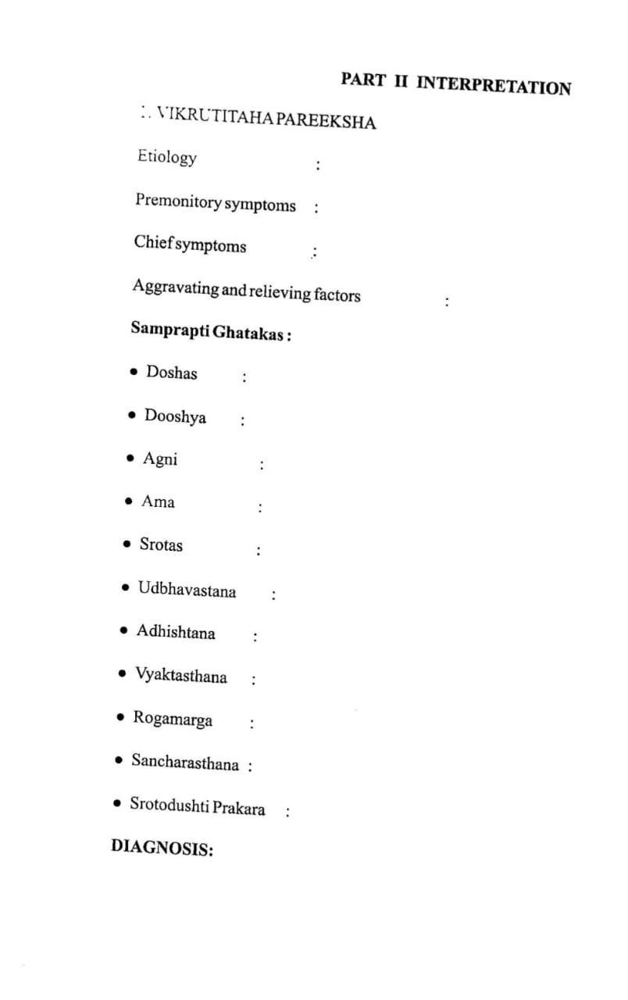 PART II INTERPRETATION
VIKRUTITAHA PAREEKSHA
Etiology :
Premonitory symptoms :
Chief symptoms :
Aggravating and relieving factors :
Samprapti Ghatakas :
• Doshas :
• Dooshya :
• Agni :
• Ama :
• Srotas :
• Udbhavastana :
• Adhishtana :
• Vyaktasthana :
• Rogamarga :
• Sancharasthana :
• Srotodushti Prakara :
DIAGNOSIS: